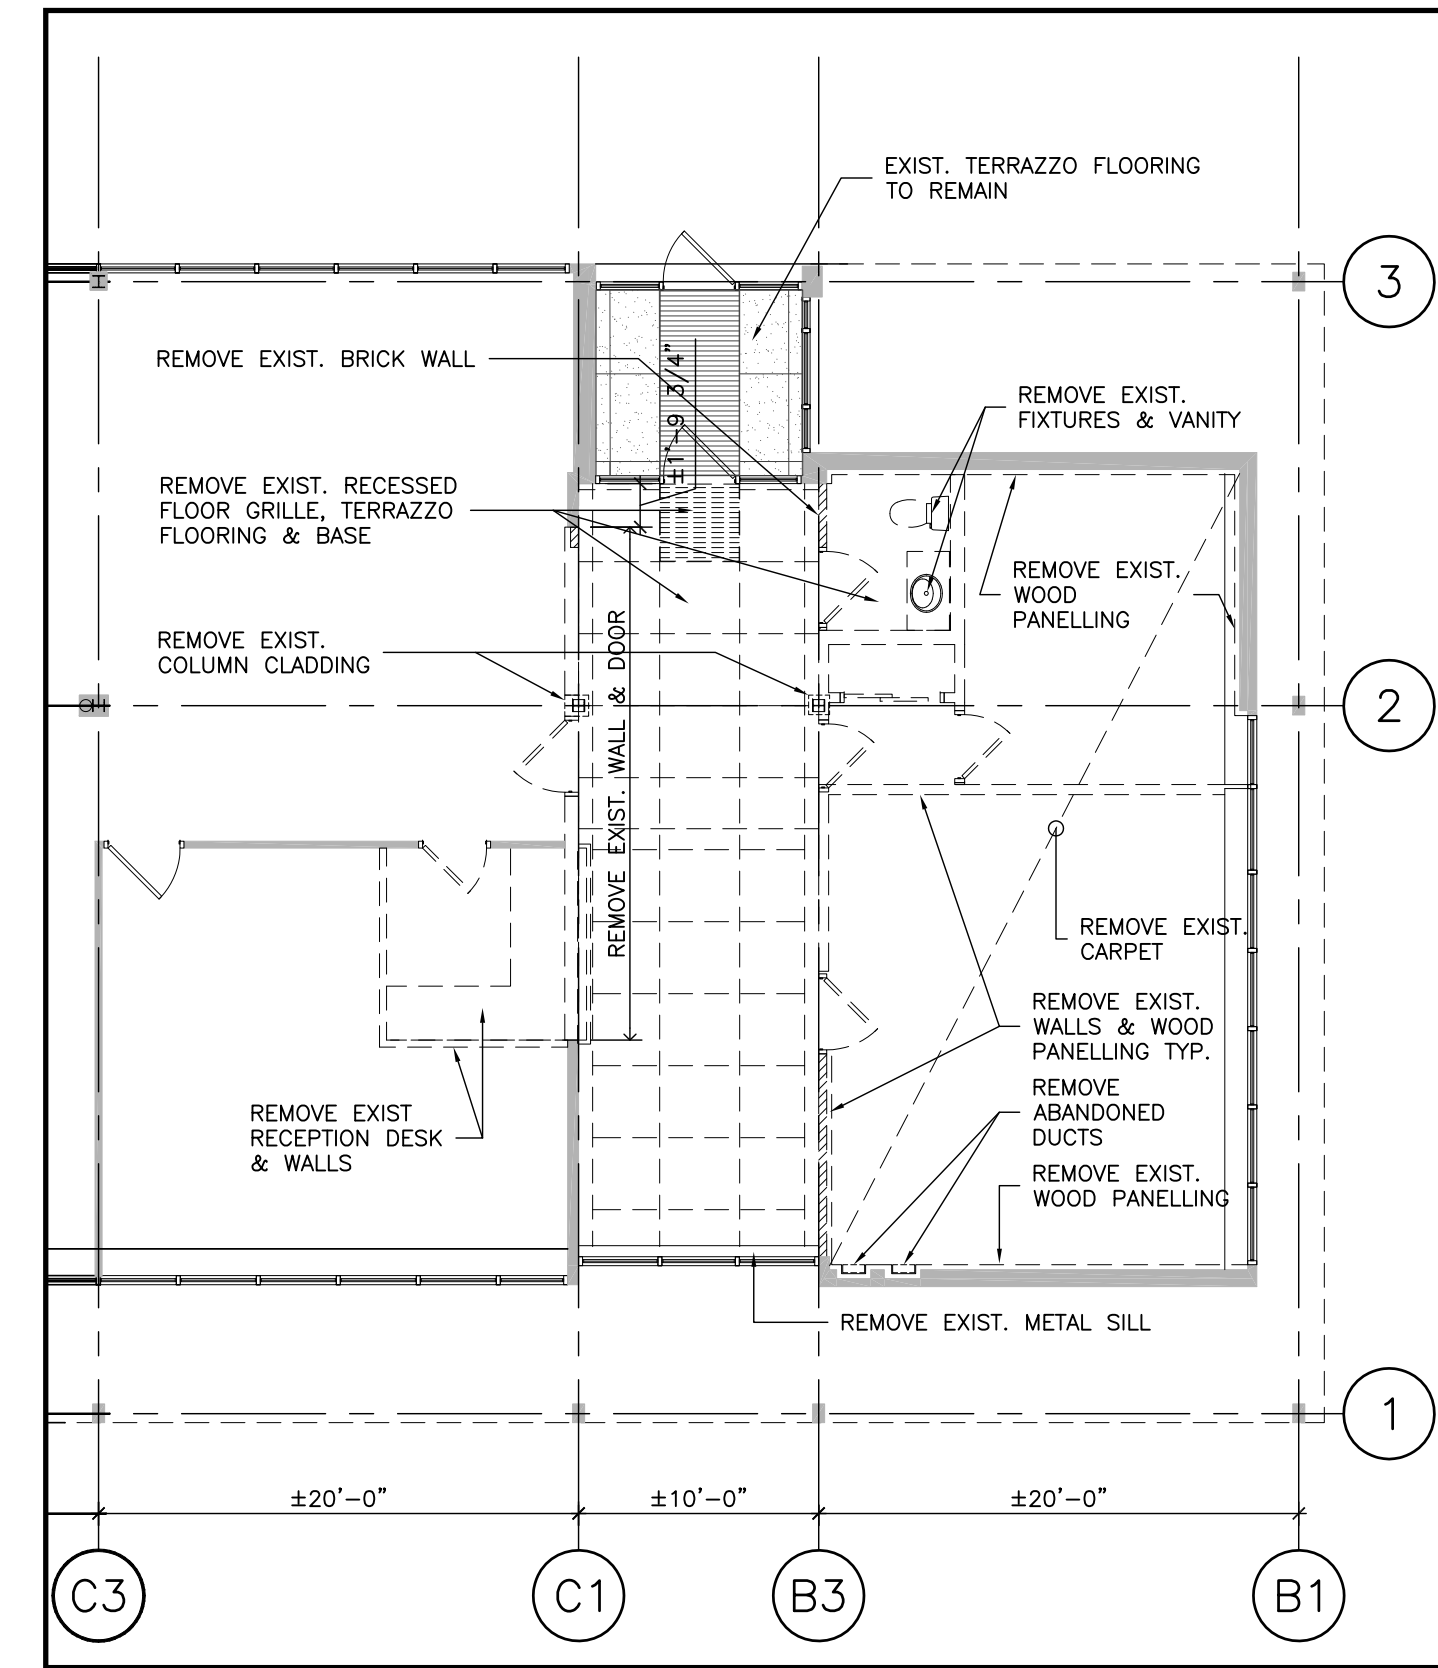 EXIST. TERRAZZO FLOORING
TO REMAIN
3
REMOVE EXIST. BRICK WALL
±1'-9 3/4"
REMOVE EXIST.
FIXTURES & VANITY
REMOVE EXIST. RECESSED
FLOOR GRILLE, TERRAZZO
FLOORING & BASE
REMOVE EXIST.
WOOD
PANELLING
REMOVE EXIST.
COLUMN CLADDING
REMOVE EXIST. WALL & DOOR
2
REMOVE EXIST.
CARPET
REMOVE EXIST.
WALLS & WOOD
PANELLING TYP.
REMOVE
ABANDONED
DUCTS
REMOVE EXIST
RECEPTION DESK
& WALLS
REMOVE EXIST.
WOOD PANELLING
REMOVE EXIST. METAL SILL
1
±20'-0"
±10'-0"
±20'-0"
C3
C1
B3
B1